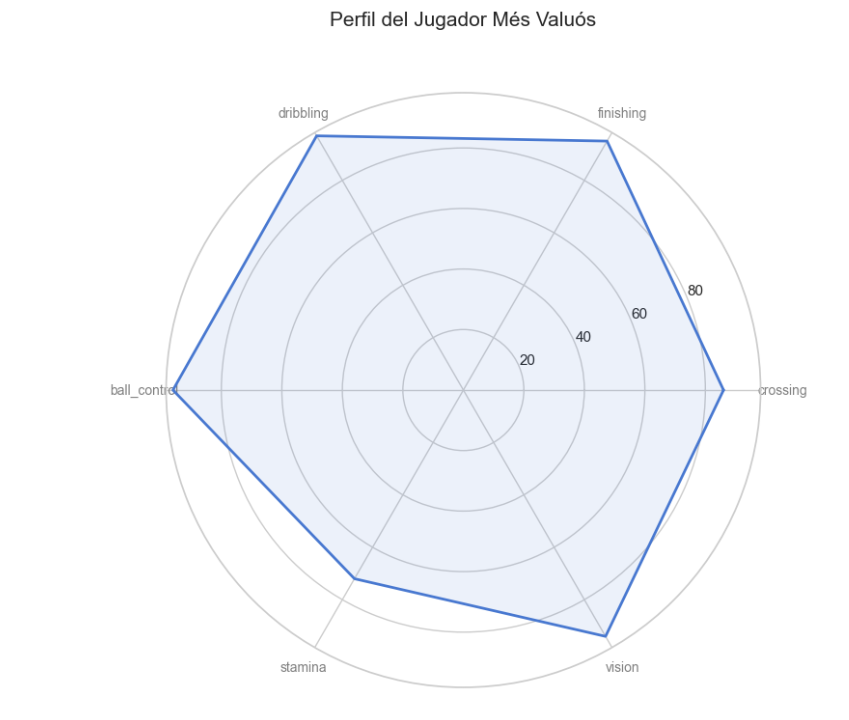 Perfil del Jugador Més Valuós
dribbling
finishing
80
60
40
20
ball_control
crossing
stamina
vision